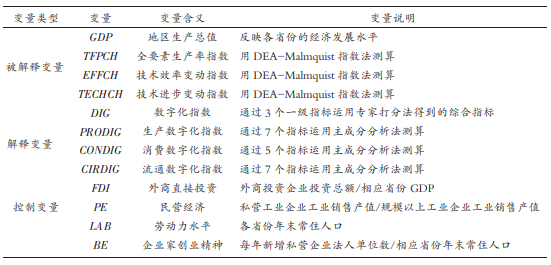 变量类型 变量 变量含义 变量说明
GDP 地区生产总值 反映各省份的经济发展水平
被解释变量 TFPCH 全要素生产率指数 用 DEA-Malmquist 指数法测算
EFFCH 技术效率变动指数 用 DEA-Malmquist 指数法测算
TECHCH 技术进步变动指数 用 DEA-Malmquist 指数法测算
DIG 数字化指数 通过 3 个一级指标运用专家打分法得到的综合指标
解释变量 PRODIG 生产数字化指数 通过 7 个指标运用主成分分析法测算
CONDIG 消费数字化指数 通过 5 个指标运用主成分分析法测算
CIRDIG 流通数字化指数 通过 7 个指标运用主成分分析法测算
FDI 外商直接投资 外商投资企业投资总额/相应省份 GDP
控制变量 PE 民营经济 私营工业企业工业销售产值/规模以上工业企业工业销售产值
LAB 劳动力水平 各省份年末常住人口
BE 企业家创业精神 每年新增私营企业法人单位数/相应省份年末常住人口